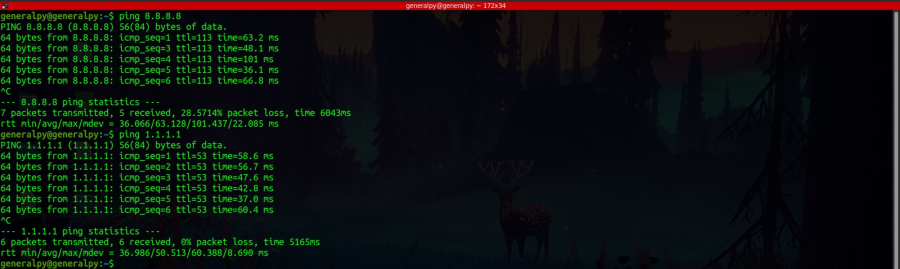 generalpy@generalpy: ~ 172x34
generalpy@generalpy:~$ ping 8.8.8.8
PING 8.8.8.8 (8.8.8.8) 56(84) bytes of data.
64 bytes from 8.8.8.8: icmp_seq=1 ttl=113 time=63.2 ms
64 bytes from 8.8.8.8: icmp_seq=3 ttl=113 time=48.1 ms
64 bytes from 8.8.8.8: icmp_seq=4 ttl=113 time=101 ms
64 bytes from 8.8.8.8: icmp_seq=5 ttl=113 time=36.1 ms
64 bytes from 8.8.8.8: icmp_seq=6 ttl=113 time=66.8 ms
^C
--- 8.8.8.8 ping statistics ---
7 packets transmitted, 5 received, 28.5714% packet loss, time 6043ms
rtt min/avg/max/mdev = 36.066/63.128/101.437/22.085 ms
generalpy@generalpy:~$ ping 1.1.1.1
PING 1.1.1.1 (1.1.1.1) 56(84) bytes of data.
64 bytes from 1.1.1.1: icmp_seq=1 ttl=53 time=58.6 ms
64 bytes from 1.1.1.1: icmp_seq=2 ttl=53 time=56.7 ms
64 bytes from 1.1.1.1: icmp_seq=3 ttl=53 time=47.6 ms
64 bytes from 1.1.1.1: icmp_seq=4 ttl=53 time=42.8 ms
64 bytes from 1.1.1.1: icmp_seq=5 ttl=53 time=37.0 ms
64 bytes from 1.1.1.1: icmp_seq=6 ttl=53 time=60.4 ms
^C
--- 1.1.1.1 ping statistics ---
6 packets transmitted, 6 received, 0% packet loss, time 5165ms
rtt min/avg/max/mdev = 36.986/50.513/60.388/8.690 ms
generalpy@generalpy:~$